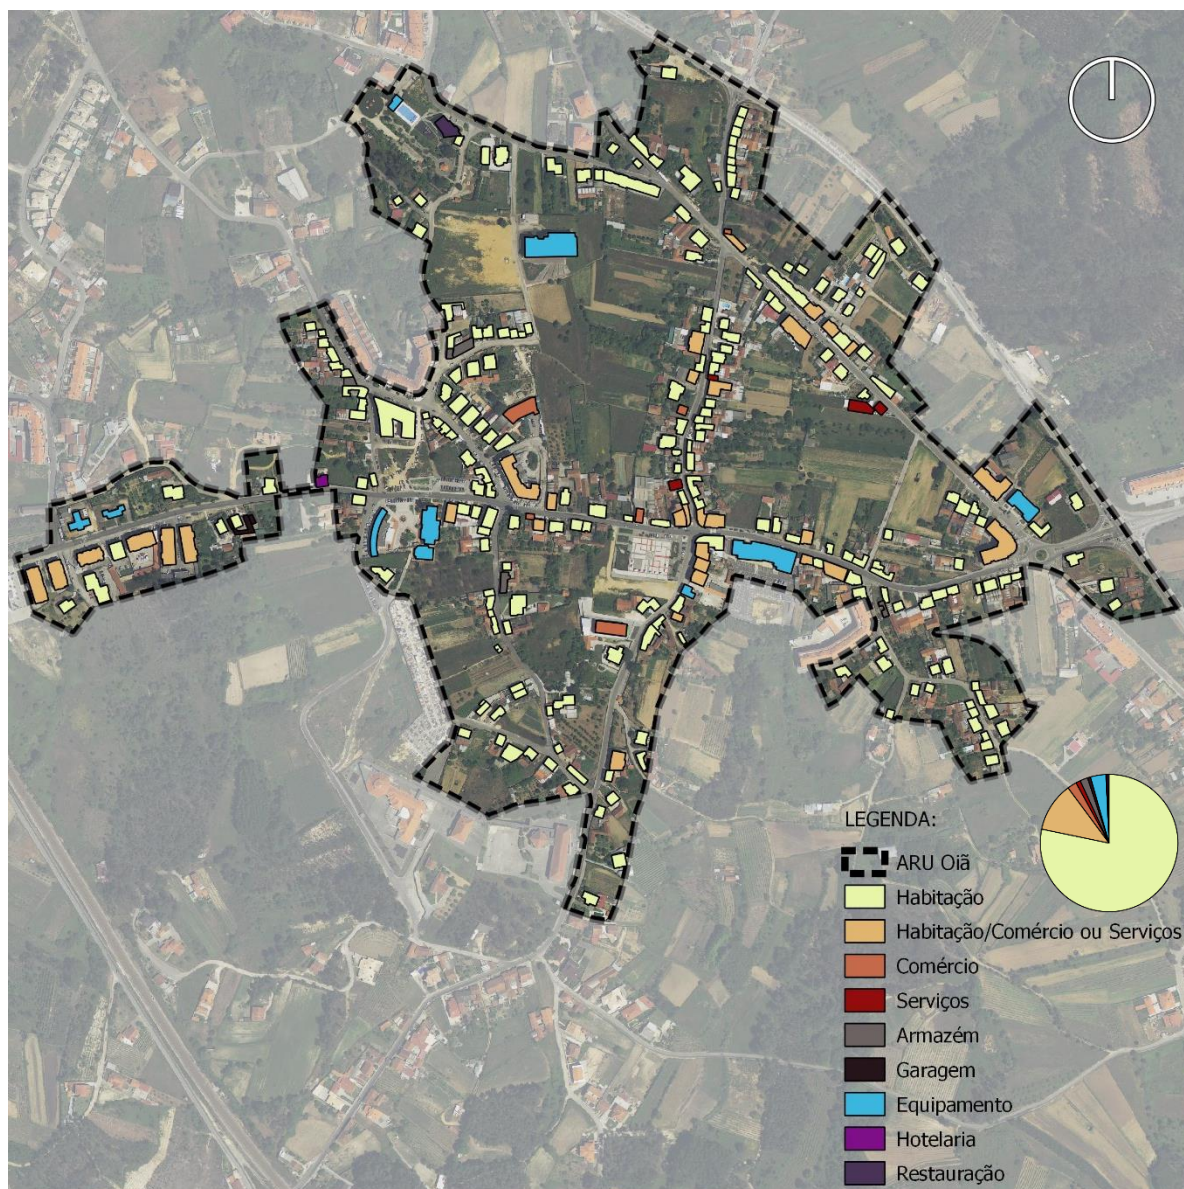 LEGENDA:
ARU Oiã
Habitação
Habitação/Comércio ou Serviços
Comércio
Serviços
Armazém
Garagem
Equipamento
Hotelaria
Restauração